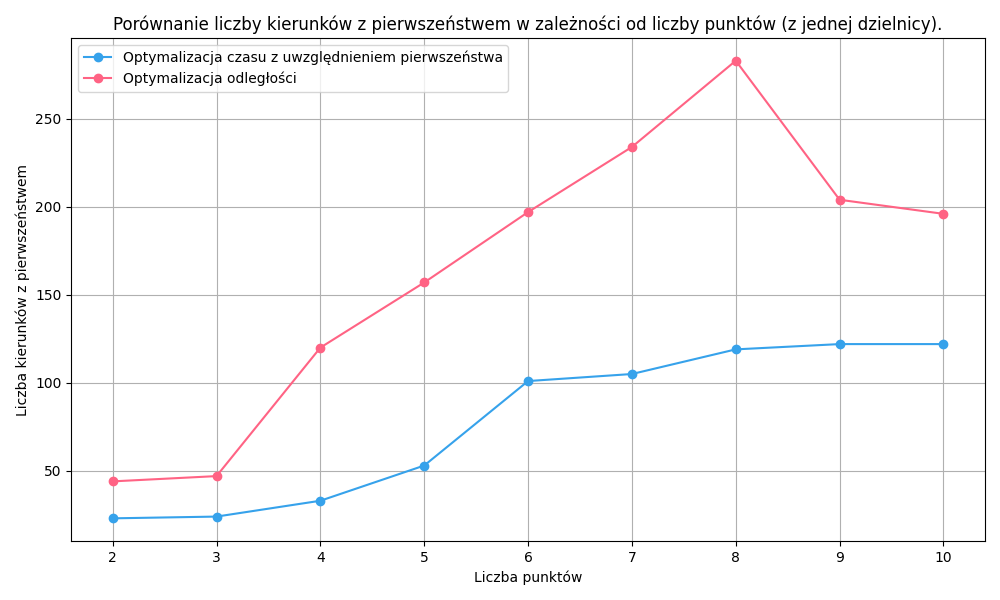 Porównanie liczby kierunków z pierwszeństwem w zależności od liczby punktów (z jednej dzielnicy).
Optymalizacja czasu z uwzględnieniem pierwszeństwa
Optymalizacja odległości
Liczba kierunków z pierwszeństwem
250
200
150
100
50
2 3 4 5 6 7 8 9 10
Liczba punktów